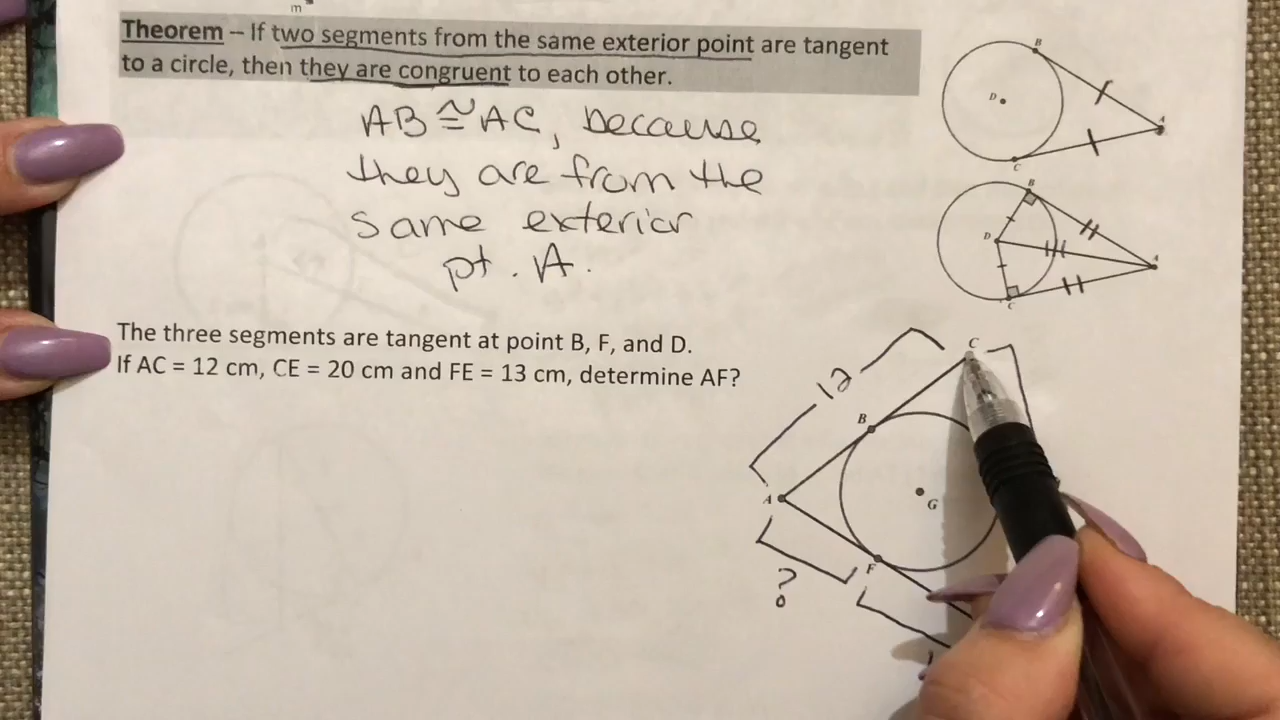 m
Theorem – If two segments from the same exterior point are tangent
to a circle, then they are congruent to each other.
AB ≅ AC, because
they are from the
same exterior
pt. A.
B
D
A
C
B
D
A
C
The three segments are tangent at point B, F, and D.
If AC = 12 cm, CE = 20 cm and FE = 13 cm, determine AF?
C
12
B
A
G
F
?